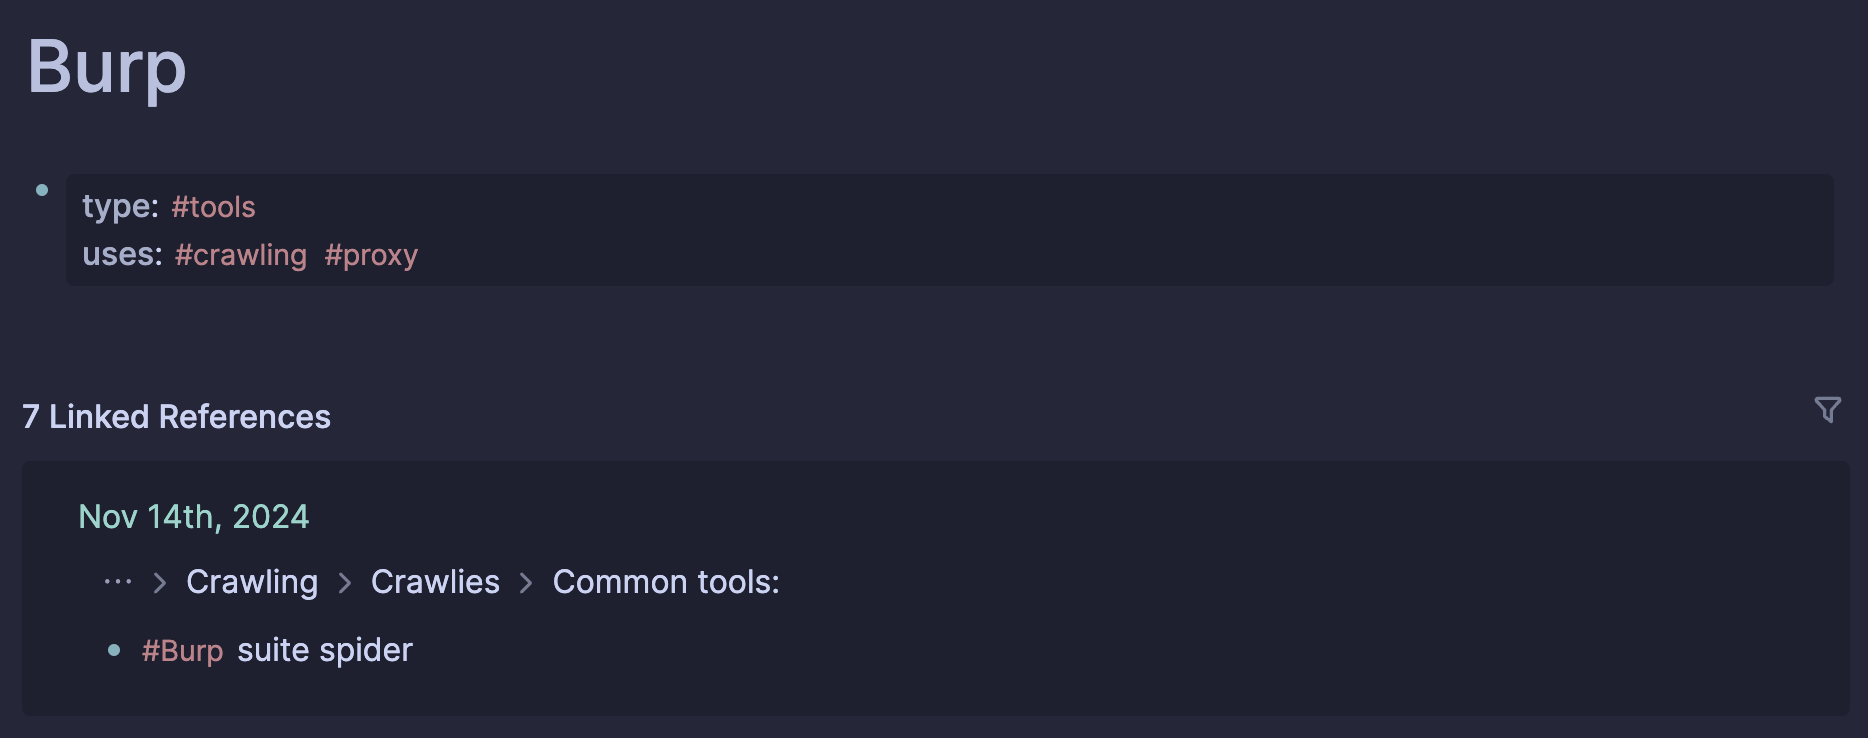 Burp
type: #tools
uses: #crawling #proxy
7 Linked References
Nov 14th, 2024
··· > Crawling > Crawlies > Common tools:
#Burp suite spider